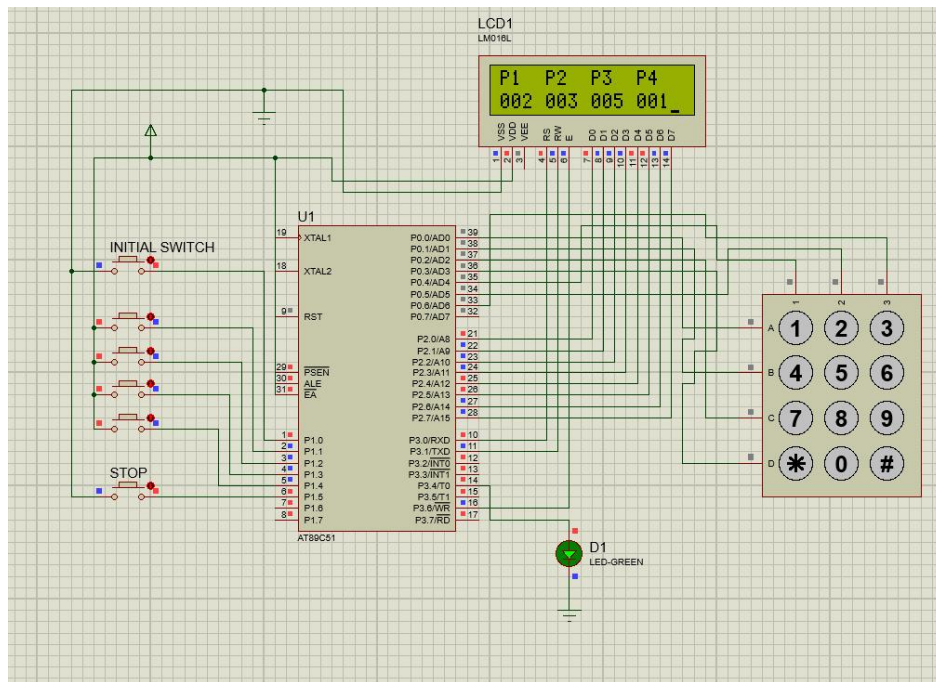 LCD1
LM016L
P1 P2 P3 P4
002 003 005 001_
VSS VDD VEE RS RW E D0 D1 D2 D3 D4 D5 D6 D7
1 2 3 4 5 6 7 8 9 10 11 12 13 14
U1
19 XTAL1
18 XTAL2
9 RST
29 PSEN
30 ALE
31 EA
1 P1.0
2 P1.1
3 P1.2
4 P1.3
5 P1.4
6 P1.5
7 P1.6
8 P1.7
P0.0/AD0 39
P0.1/AD1 38
P0.2/AD2 37
P0.3/AD3 36
P0.4/AD4 35
P0.5/AD5 34
P0.6/AD6 33
P0.7/AD7 32
P2.0/A8 21
P2.1/A9 22
P2.2/A10 23
P2.3/A11 24
P2.4/A12 25
P2.5/A13 26
P2.6/A14 27
P2.7/A15 28
P3.0/RXD 10
P3.1/TXD 11
P3.2/INT0 12
P3.3/INT1 13
P3.4/T0 14
P3.5/T1 15
P3.6/WR 16
P3.7/RD 17
AT89C51
INITIAL SWITCH
STOP
1 2 3
A 1 2 3
B 4 5 6
C 7 8 9
D * 0 #
D1
LED-GREEN